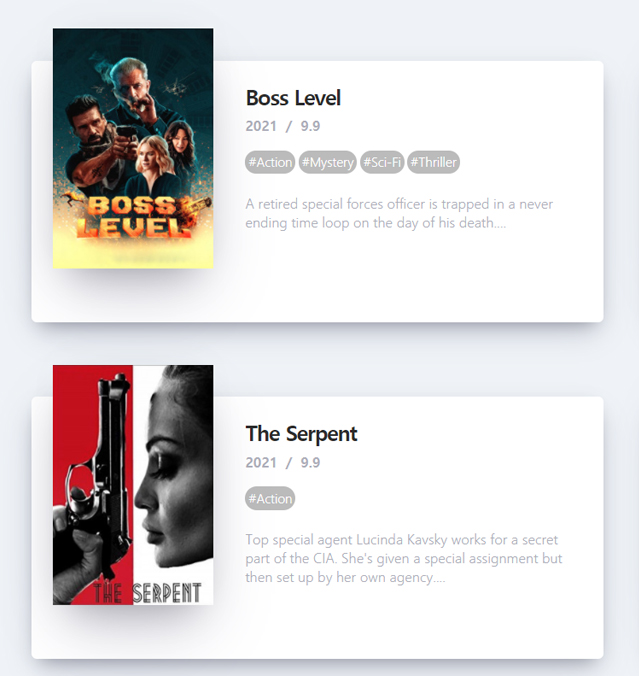 BOSS
LEVEL
Boss Level
2021 / 9.9
#Action #Mystery #Sci-Fi #Thriller
A retired special forces officer is trapped in a never
ending time loop on the day of his death....
THE SERPENT
The Serpent
2021 / 9.9
#Action
Top special agent Lucinda Kavsky works for a secret
part of the CIA. She's given a special assignment but
then set up by her own agency....